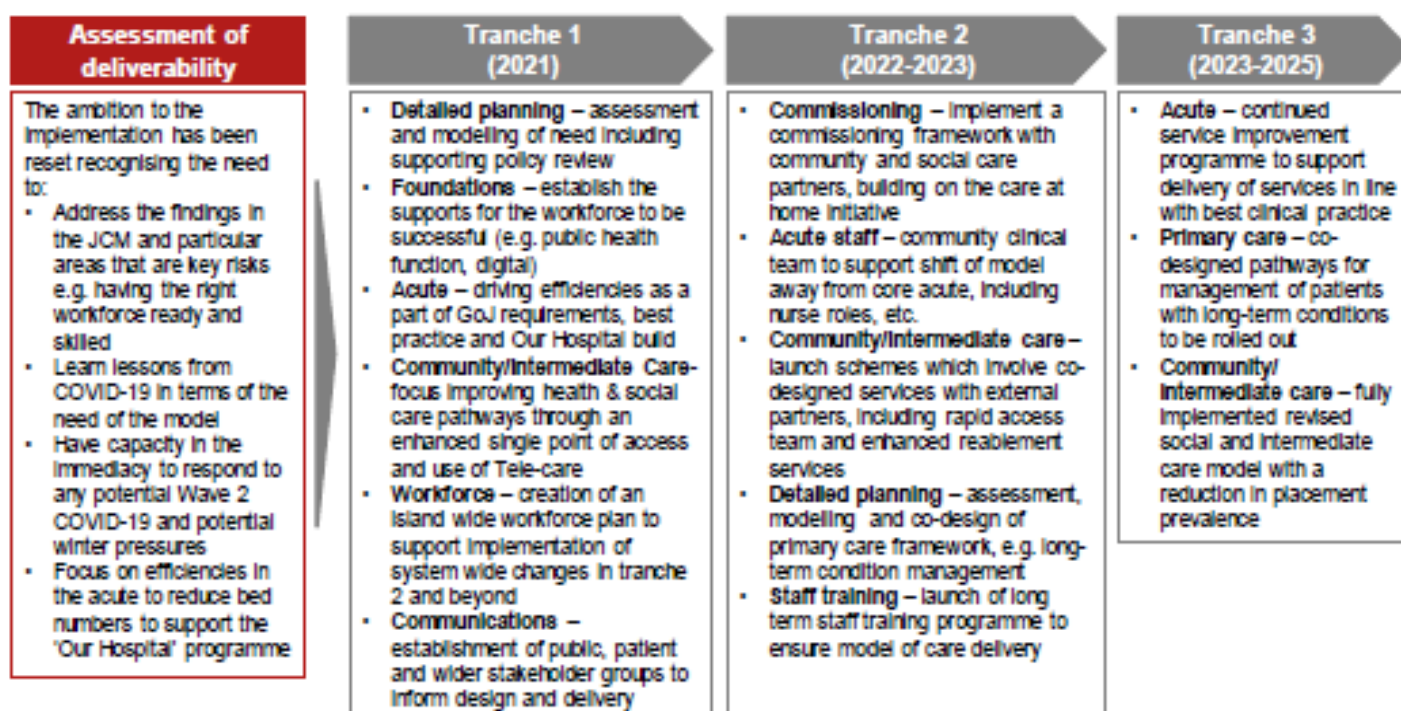 Assessment of
deliverability
The ambition to the
implementation has been
reset recognising the need
to:
• Address the findings in
the JCM and particular
areas that are key risks
e.g. having the right
workforce ready and
skilled
• Learn lessons from
COVID-19 in terms of the
need of the model
• Have capacity in the
immediacy to respond to
any potential Wave 2
COVID-19 and potential
winter pressures
• Focus on efficiencies in
the acute to reduce bed
numbers to support the
'Our Hospital' programme
Tranche 1
(2021)
• Detailed planning – assessment
and modelling of need including
supporting policy review
• Foundations – establish the
supports for the workforce to be
successful (e.g. public health
function, digital)
• Acute – driving efficiencies as a
part of GoJ requirements, best
practice and Our Hospital build
• Community/Intermediate Care-
focus improving health & social
care pathways through an
enhanced single point of access
and use of Tele-care
• Workforce – creation of an
island wide workforce plan to
support implementation of
system wide changes in tranche
2 and beyond
• Communications –
establishment of public, patient
and wider stakeholder groups to
inform design and delivery
Tranche 2
(2022-2023)
• Commissioning – implement a
commissioning framework with
community and social care
partners, building on the care at
home initiative
• Acute staff – community clinical
team to support shift of model
away from core acute, including
nurse roles, etc.
• Community/Intermediate care –
launch schemes which involve co-
designed services with external
partners, including rapid access
team and enhanced reablement
services
• Detailed planning – assessment,
modelling and co-design of
primary care framework, e.g. long-
term condition management
• Staff training – launch of long
term staff training programme to
ensure model of care delivery
Tranche 3
(2023-2025)
• Acute – continued
service improvement
programme to support
delivery of services in line
with best clinical practice
• Primary care – co-
designed pathways for
management of patients
with long-term conditions
to be rolled out
• Community/
Intermediate care – fully
implemented revised
social and intermediate
care model with a
reduction in placement
prevalence